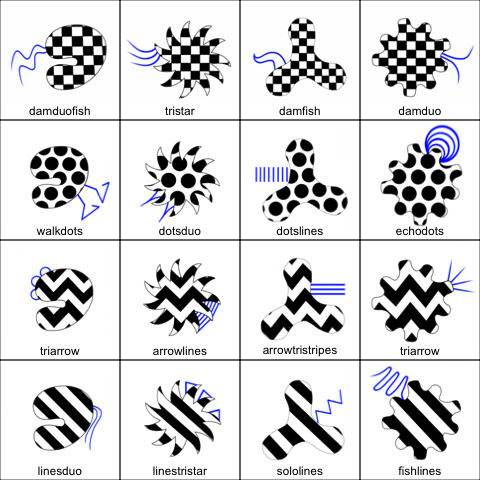 damduofish
tristar
damfish
damduo
walkdots
dotsduo
dotslines
echodots
triarrow
arrowlines
arrowtristripes
triarrow
linesduo
linestristar
sololines
fishlines